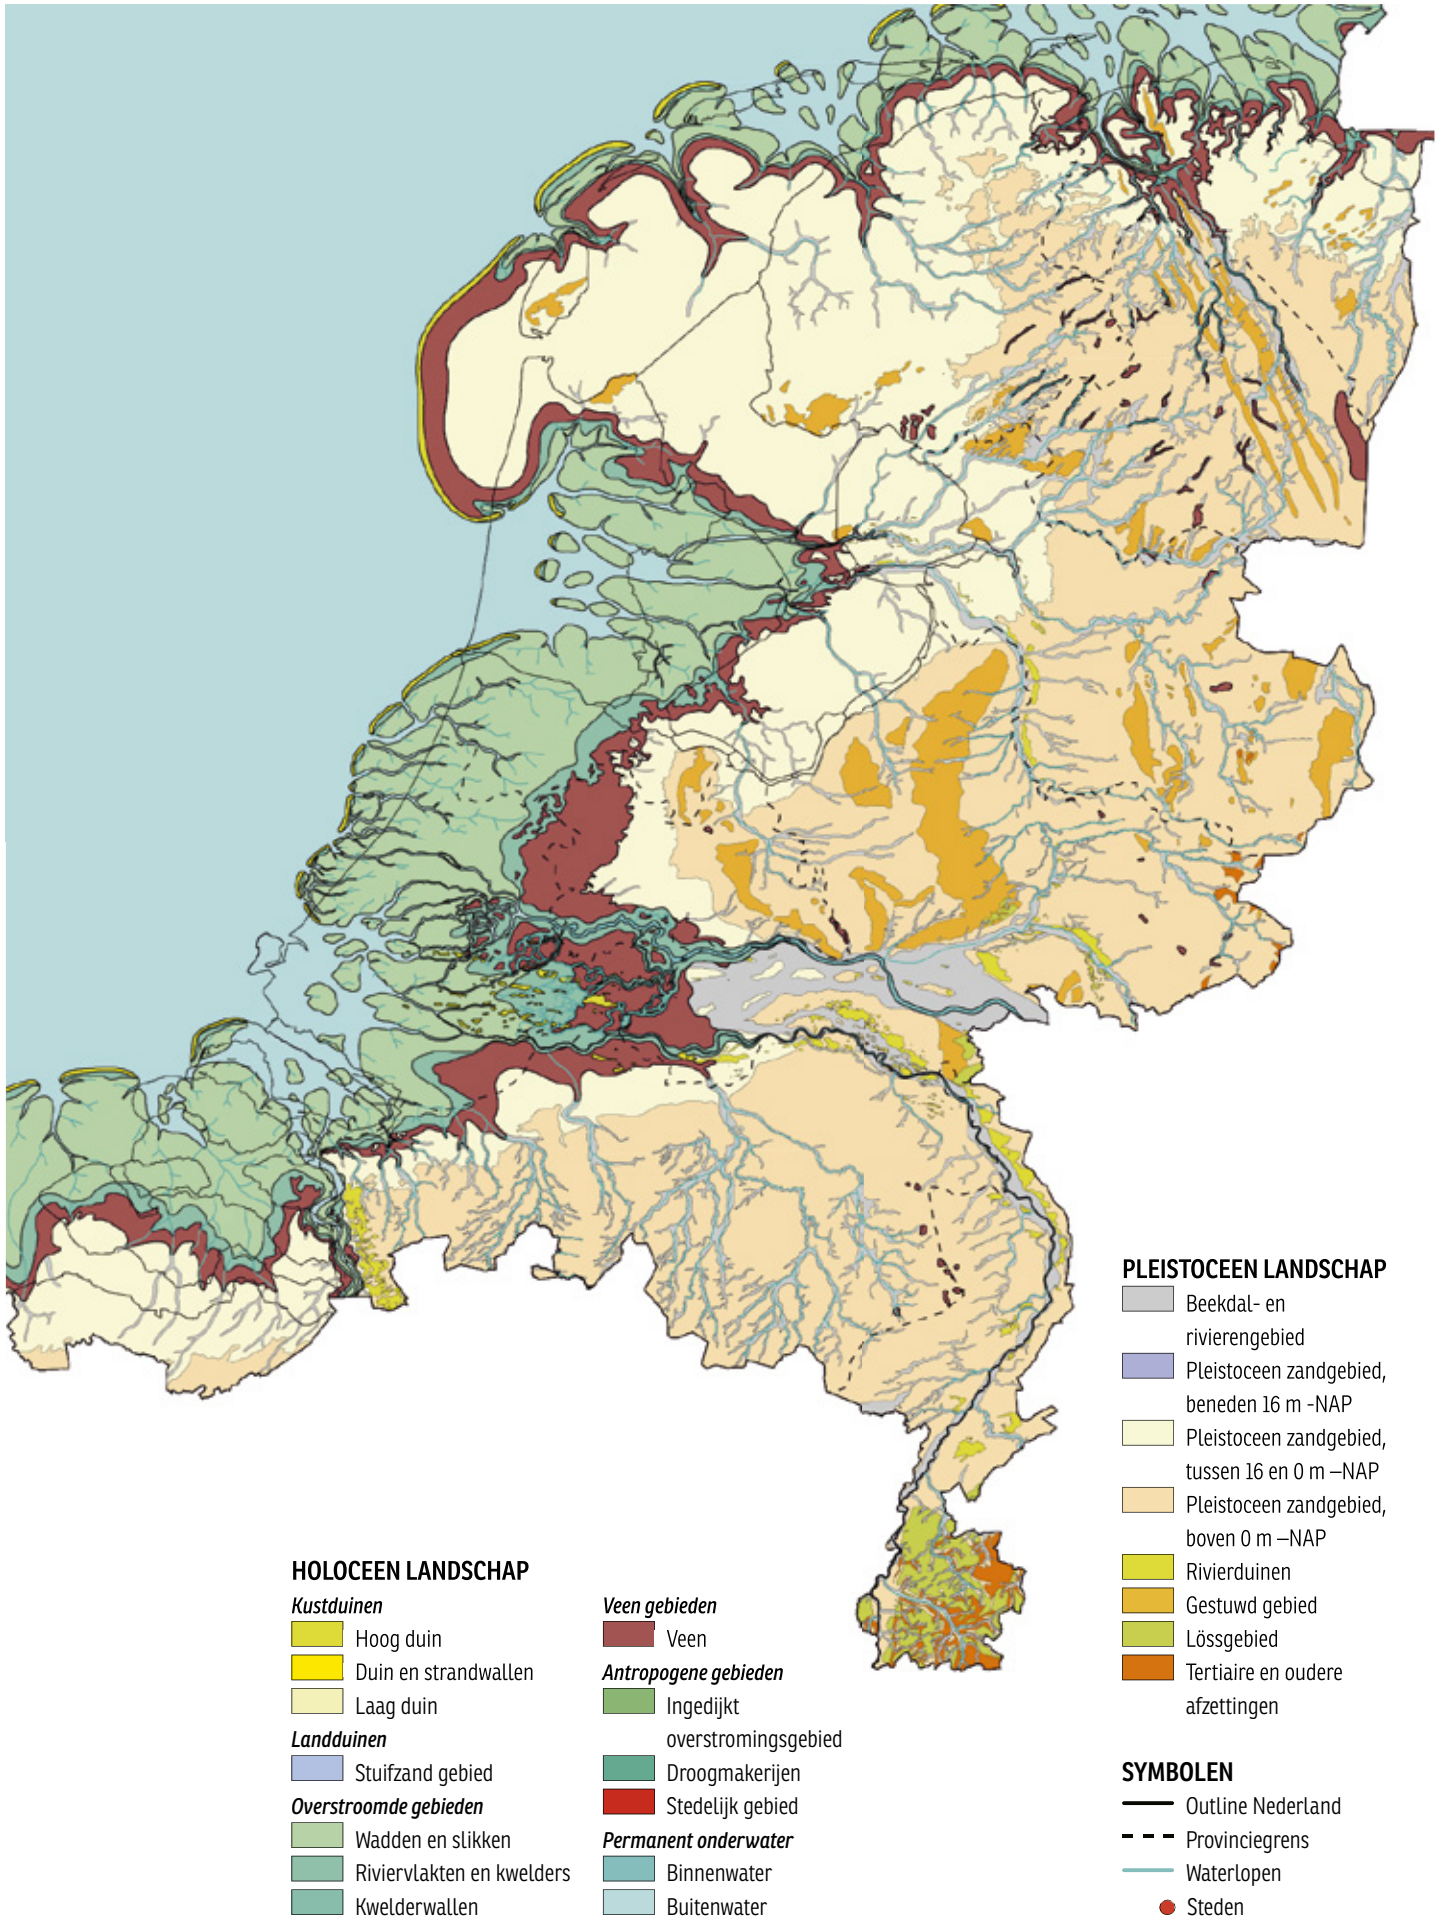 PLEISTOCEEN LANDSCHAP
Beekdal- en
rivierengebied
Pleistoceen zandgebied,
beneden 16 m -NAP
Pleistoceen zandgebied,
tussen 16 en 0 m –NAP
Pleistoceen zandgebied,
boven 0 m –NAP
Rivierduinen
Gestuwd gebied
Lössgebied
Tertiaire en oudere
afzettingen
HOLOCEEN LANDSCHAP
Kustduinen
Hoog duin
Duin en strandwallen
Laag duin
Landduinen
Stuifzand gebied
Overstroomde gebieden
Wadden en slikken
Riviervlakten en kwelders
Kwelderwallen
Veen gebieden
Veen
Antropogene gebieden
Ingedijkt
overstromingsgebied
Droogmakerijen
Stedelijk gebied
Permanent onderwater
Binnenwater
Buitenwater
SYMBOLEN
Outline Nederland
Provinciegrens
Waterlopen
Steden